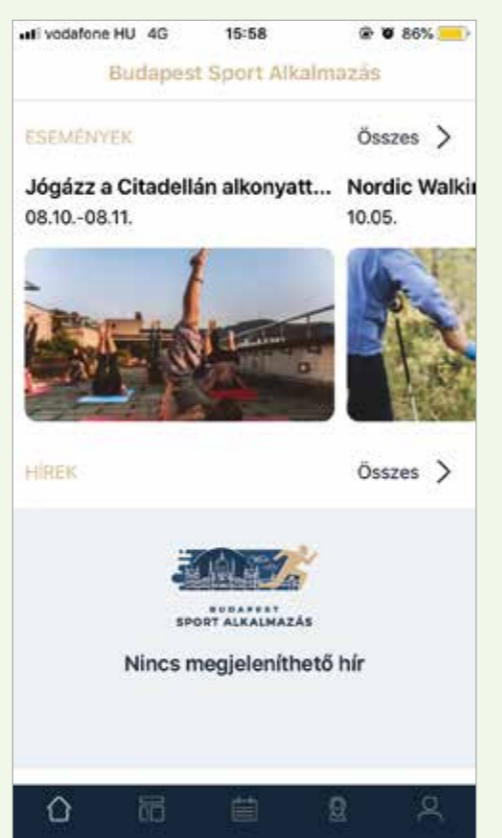 vodafone HU 4G 15:58 86%
Budapest Sport Alkalmazás
ESEMÉNYEK Összes
Jógázz a Citadellán alkonyatt... Nordic Walki
08.10.-08.11. 10.05.
HÍREK Összes
BUDAPEST
SPORT ALKALMAZÁS
Nincs megjeleníthető hír